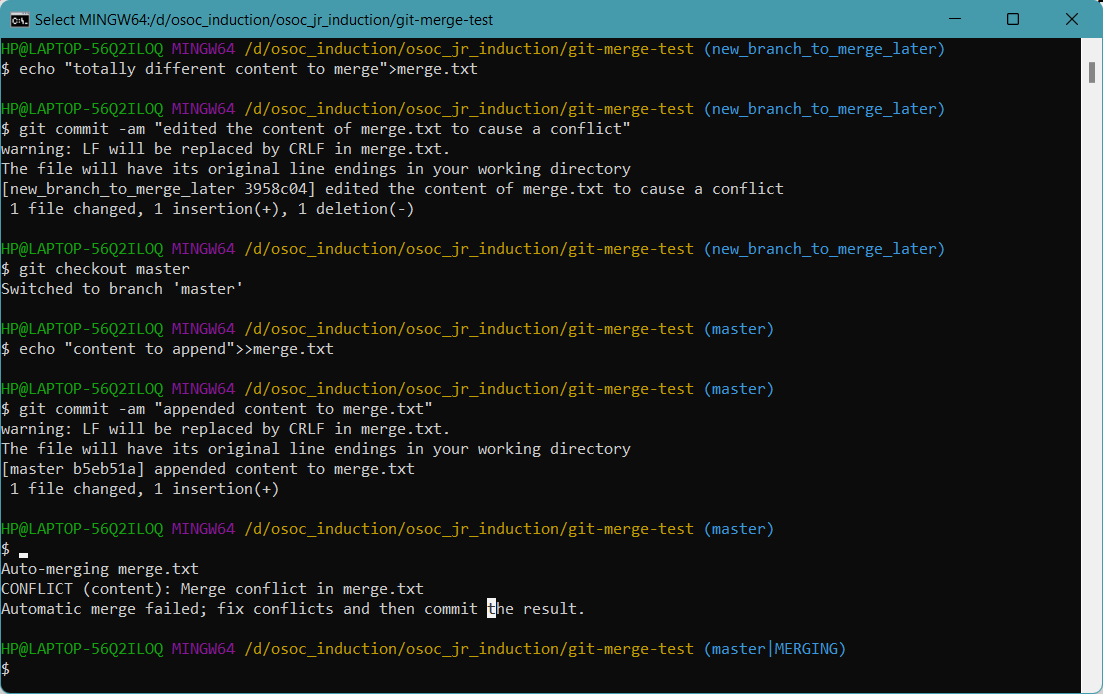 Select MINGW64:/d/osoc_induction/osoc_jr_induction/git-merge-test
HP@LAPTOP-56Q2ILOQ MINGW64 /d/osoc_induction/osoc_jr_induction/git-merge-test (new_branch_to_merge_later)
$ echo "totally different content to merge">merge.txt
HP@LAPTOP-56Q2ILOQ MINGW64 /d/osoc_induction/osoc_jr_induction/git-merge-test (new_branch_to_merge_later)
$ git commit -am "edited the content of merge.txt to cause a conflict"
warning: LF will be replaced by CRLF in merge.txt.
The file will have its original line endings in your working directory
[new_branch_to_merge_later 3958c04] edited the content of merge.txt to cause a conflict
 1 file changed, 1 insertion(+), 1 deletion(-)
HP@LAPTOP-56Q2ILOQ MINGW64 /d/osoc_induction/osoc_jr_induction/git-merge-test (new_branch_to_merge_later)
$ git checkout master
Switched to branch 'master'
HP@LAPTOP-56Q2ILOQ MINGW64 /d/osoc_induction/osoc_jr_induction/git-merge-test (master)
$ echo "content to append">>merge.txt
HP@LAPTOP-56Q2ILOQ MINGW64 /d/osoc_induction/osoc_jr_induction/git-merge-test (master)
$ git commit -am "appended content to merge.txt"
warning: LF will be replaced by CRLF in merge.txt.
The file will have its original line endings in your working directory
[master b5eb51a] appended content to merge.txt
 1 file changed, 1 insertion(+)
HP@LAPTOP-56Q2ILOQ MINGW64 /d/osoc_induction/osoc_jr_induction/git-merge-test (master)
$
Auto-merging merge.txt
CONFLICT (content): Merge conflict in merge.txt
Automatic merge failed; fix conflicts and then commit the result.
HP@LAPTOP-56Q2ILOQ MINGW64 /d/osoc_induction/osoc_jr_induction/git-merge-test (master|MERGING)
$